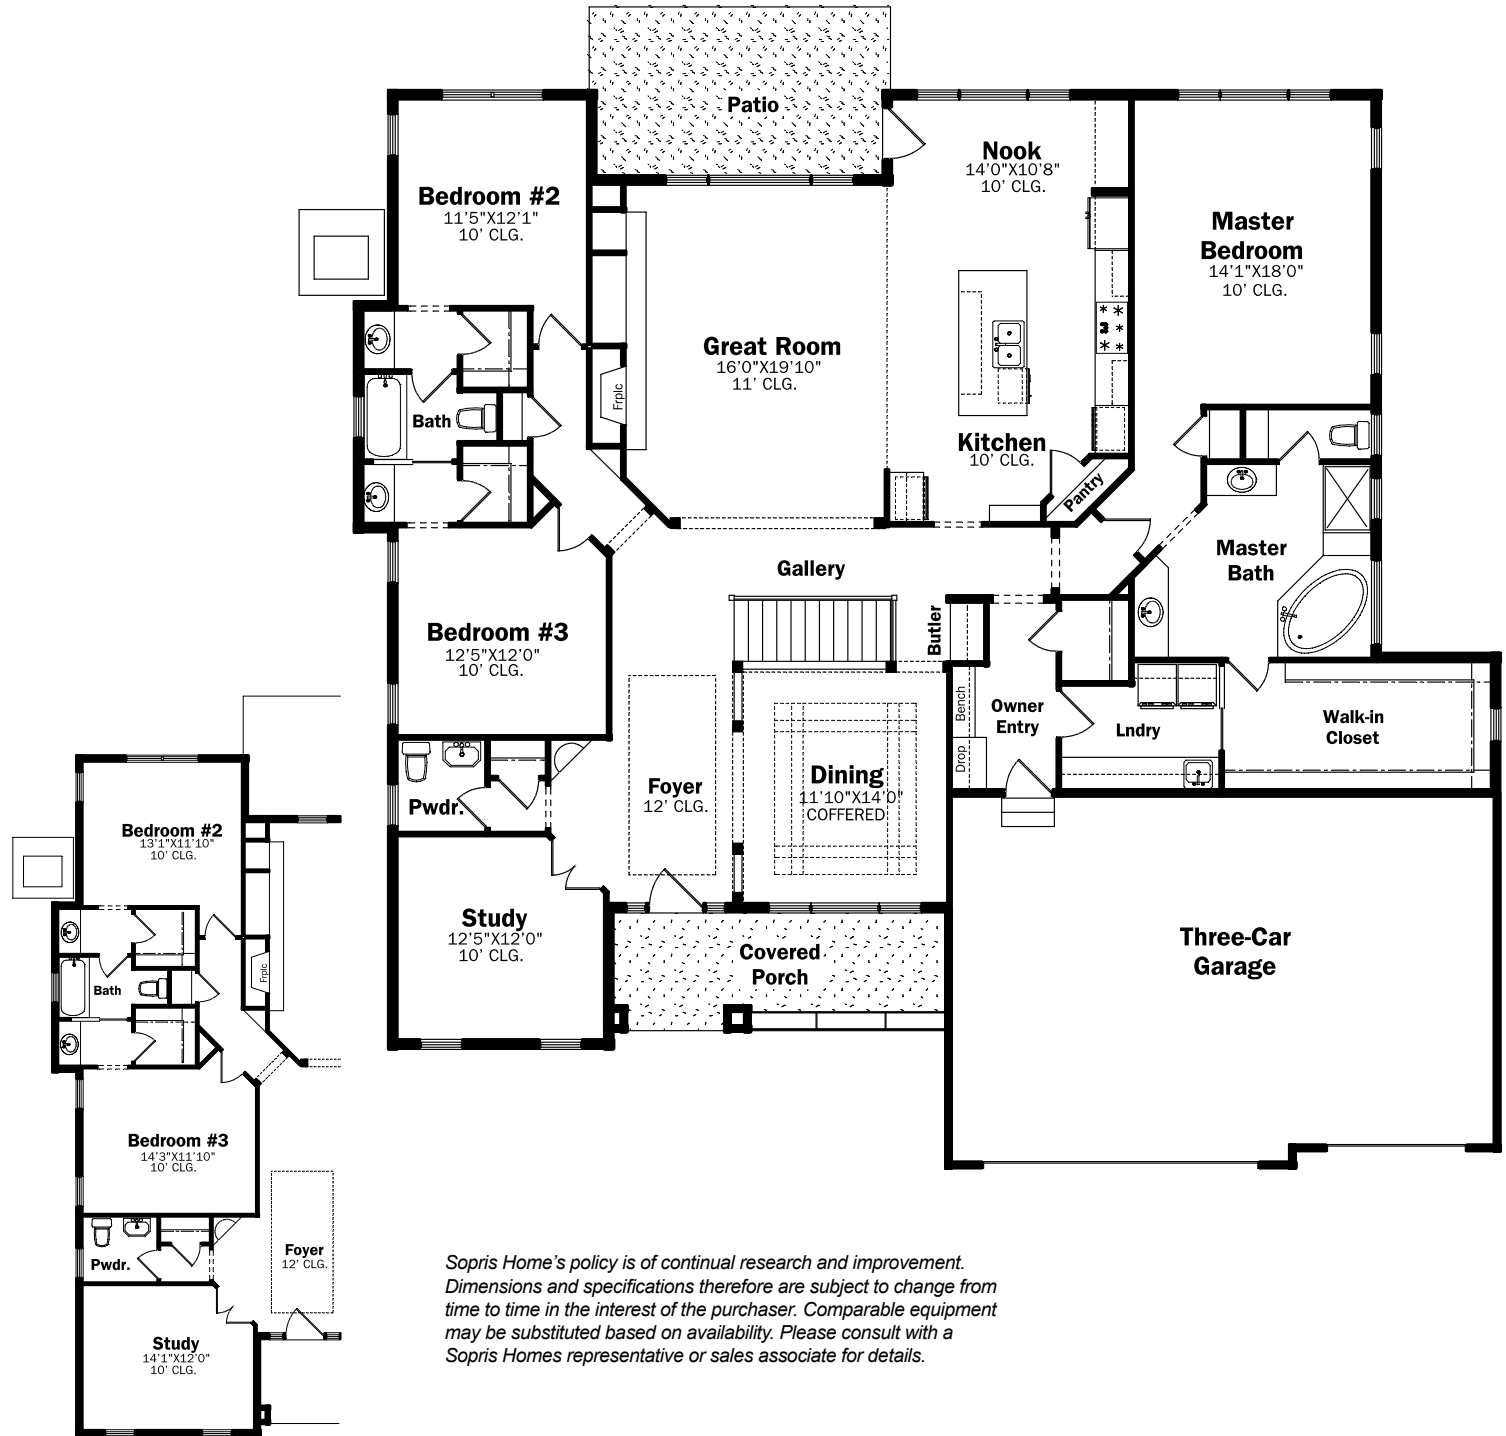 Patio
Nook
14'0"X10'8"
10' CLG.
Bedroom #2
11'5"X12'1"
10' CLG.
Master
Bedroom
14'1"X18'0"
10' CLG.
Great Room
16'0"X19'10"
11' CLG.
Frplc
Bath
Kitchen
10' CLG.
Pantry
Master
Bath
Gallery
Bedroom #3
12'5"X12'0"
10' CLG.
Butler
Bench
Drop
Owner
Entry
Lndry
Walk-in
Closet
Pwdr.
Foyer
12' CLG.
Dining
11'10"X14'0"
COFFERED
Study
12'5"X12'0"
10' CLG.
Covered
Porch
Three-Car
Garage
Bedroom #2
13'1"X11'10"
10' CLG.
Frplc
Bath
Bedroom #3
14'3"X11'10"
10' CLG.
Pwdr.
Foyer
12' CLG.
Study
14'1"X12'0"
10' CLG.
Sopris Home's policy is of continual research and improvement.
Dimensions and specifications therefore are subject to change from
time to time in the interest of the purchaser. Comparable equipment
may be substituted based on availability. Please consult with a
Sopris Homes representative or sales associate for details.